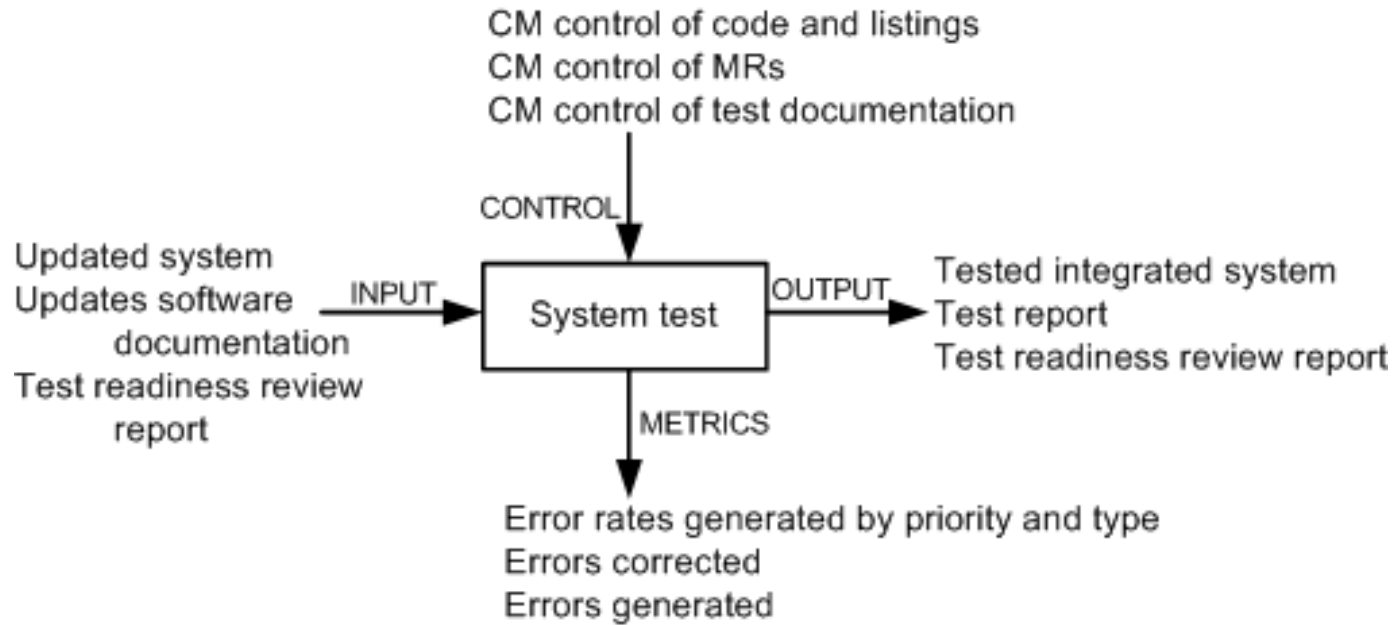 CM control of code and listings
CM control of MRs
CM control of test documentation
CONTROL
Updated system
Updates software
documentation
Test readiness review
report
INPUT
System test
OUTPUT
Tested integrated system
Test report
Test readiness review report
METRICS
Error rates generated by priority and type
Errors corrected
Errors generated